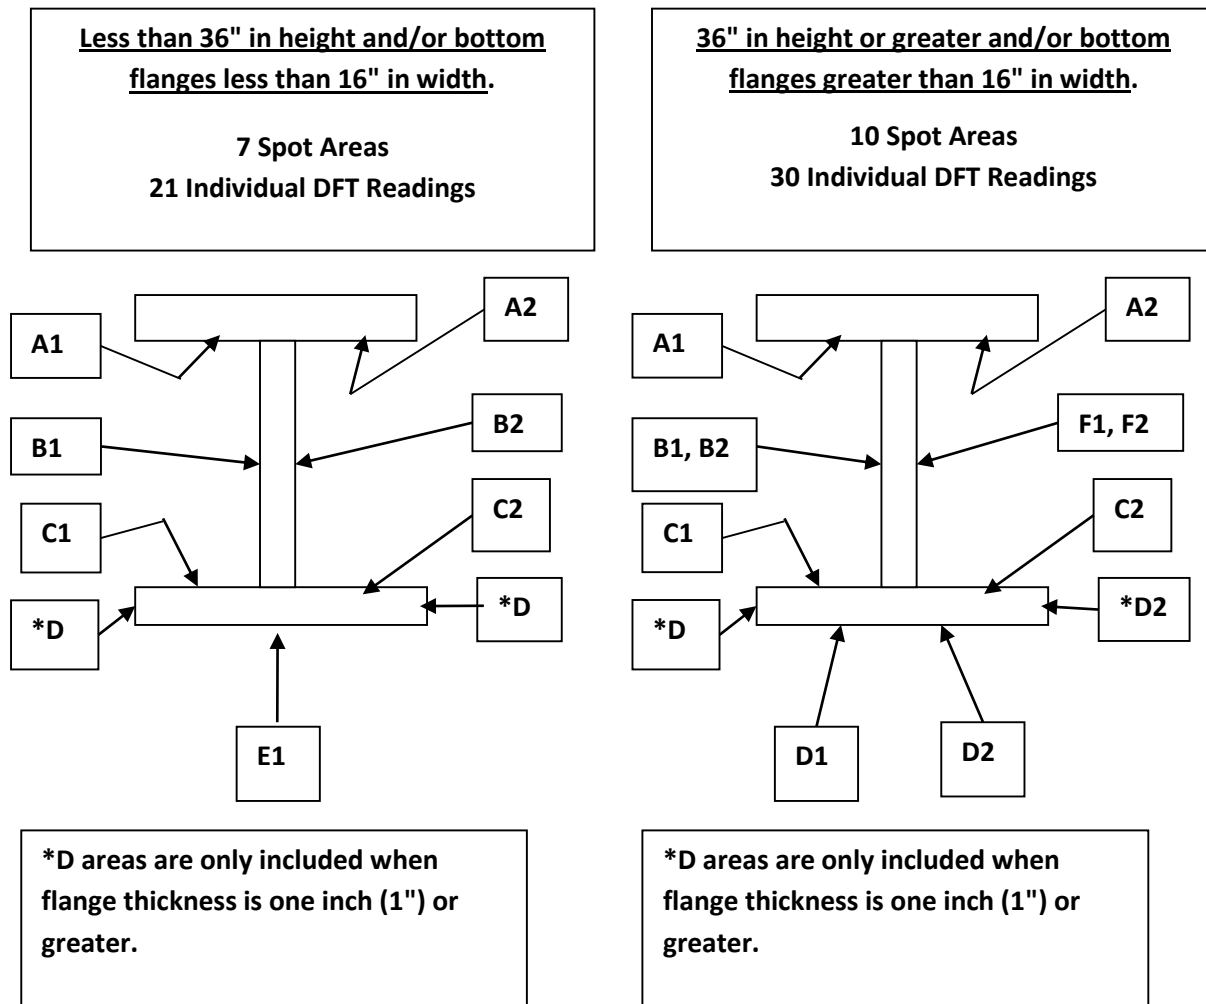 Less than 36" in height and/or bottom
flanges less than 16" in width.
7 Spot Areas
21 Individual DFT Readings
A1
A2
B1
B2
C1
C2
*D
*D
E1
*D areas are only included when
flange thickness is one inch (1") or
greater.
36" in height or greater and/or bottom
flanges greater than 16" in width.
10 Spot Areas
30 Individual DFT Readings
A1
A2
B1, B2
F1, F2
C1
C2
*D
*D2
D1
D2
*D areas are only included when
flange thickness is one inch (1") or
greater.